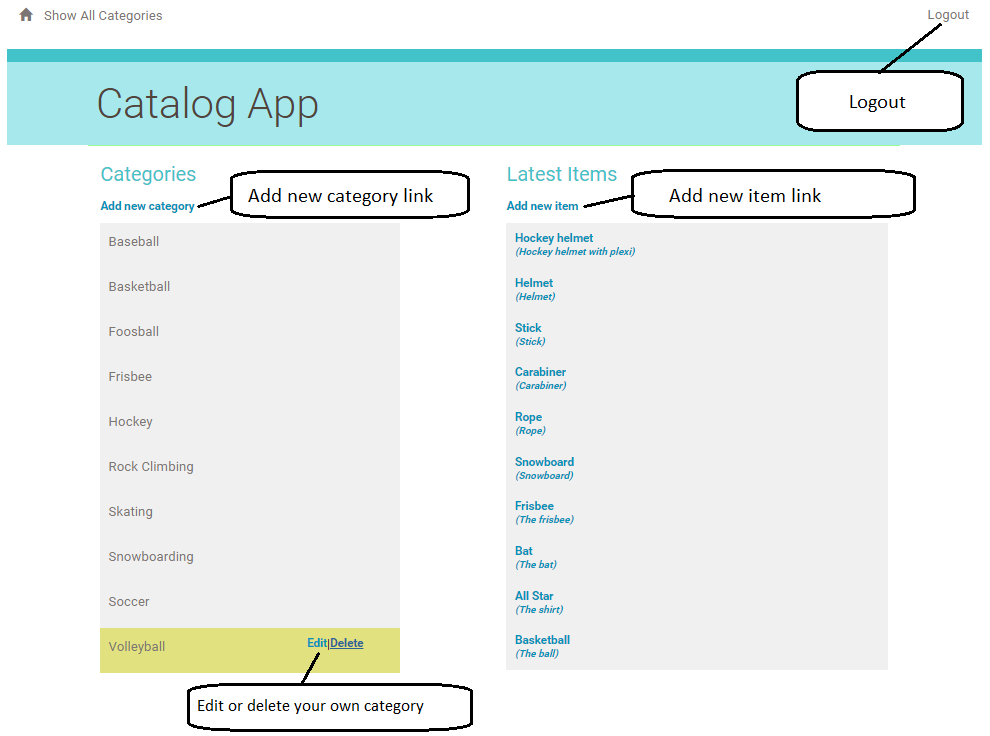 Show All Categories
Logout
Catalog App
Logout
Categories
Add new category
Add new category link
Baseball
Basketball
Foosball
Frisbee
Hockey
Rock Climbing
Skating
Snowboarding
Soccer
Volleyball
Edit|Delete
Edit or delete your own category
Latest Items
Add new item
Add new item link
Hockey helmet
(Hockey helmet with plexi)
Helmet
(Helmet)
Stick
(Stick)
Carabiner
(Carabiner)
Rope
(Rope)
Snowboard
(Snowboard)
Frisbee
(The frisbee)
Bat
(The bat)
All Star
(The shirt)
Basketball
(The ball)